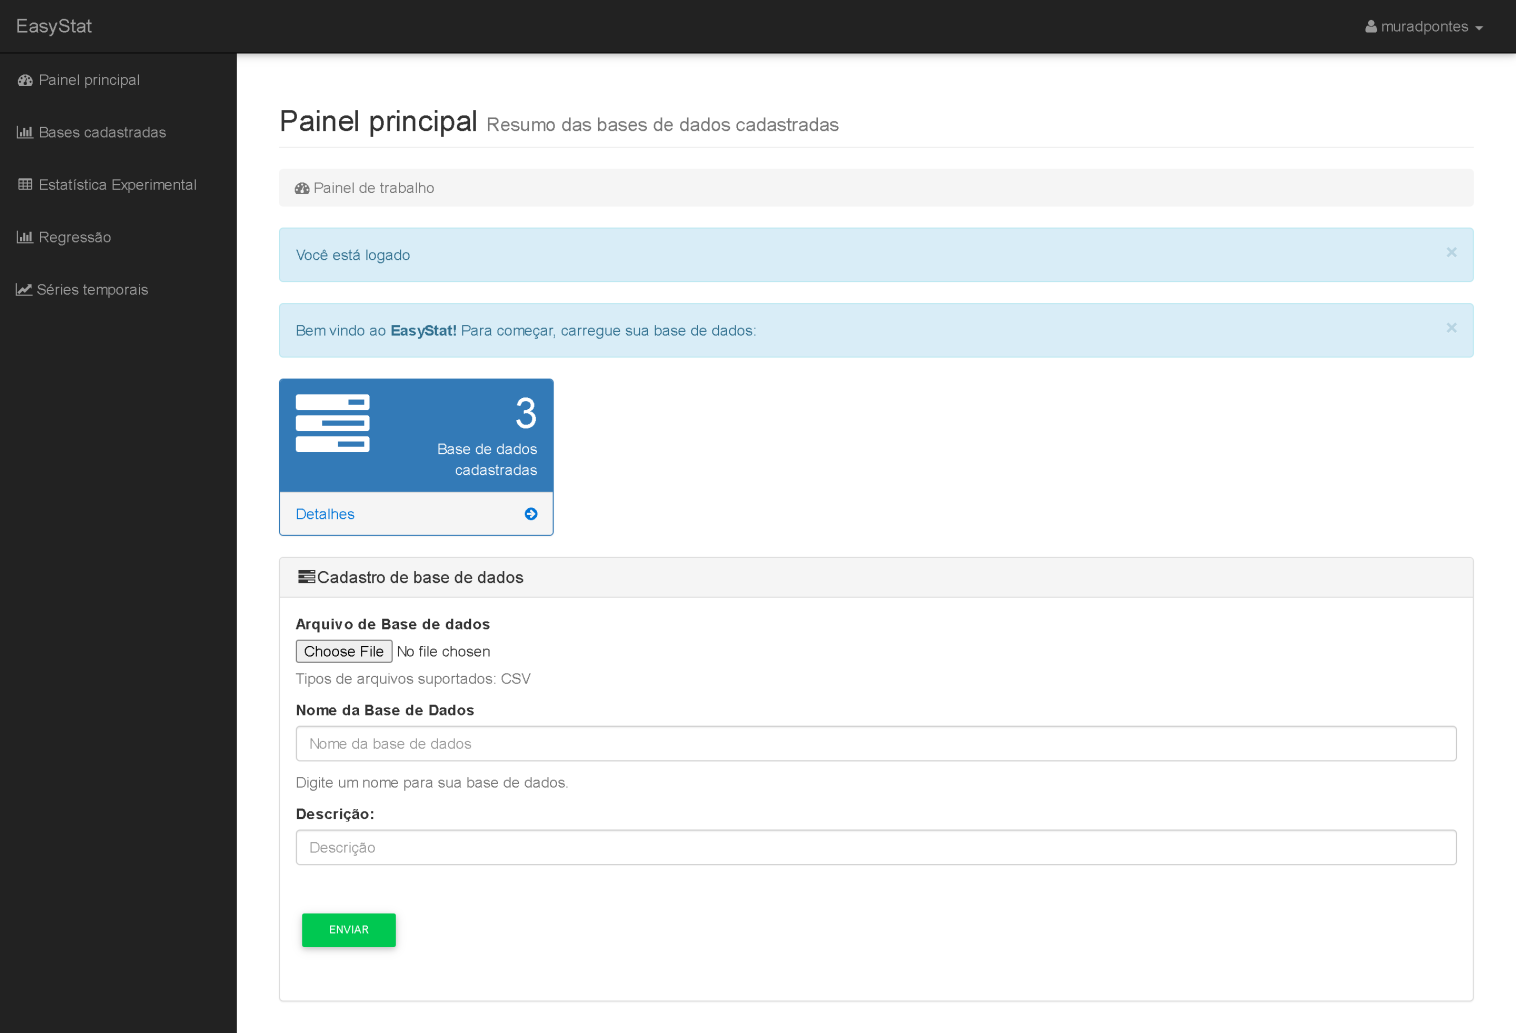 EasyStat
muradpontes
Painel principal
Bases cadastradas
Estatística Experimental
Regressão
Séries temporais
Painel principal Resumo das bases de dados cadastradas
Painel de trabalho
Você está logado
×
Bem vindo ao EasyStat! Para começar, carregue sua base de dados:
×
3
Base de dados
cadastradas
Detalhes
Cadastro de base de dados
Arquivo de Base de dados
Choose File No file chosen
Tipos de arquivos suportados: CSV
Nome da Base de Dados
Nome da base de dados
Digite um nome para sua base de dados.
Descrição:
Descrição
ENVIAR